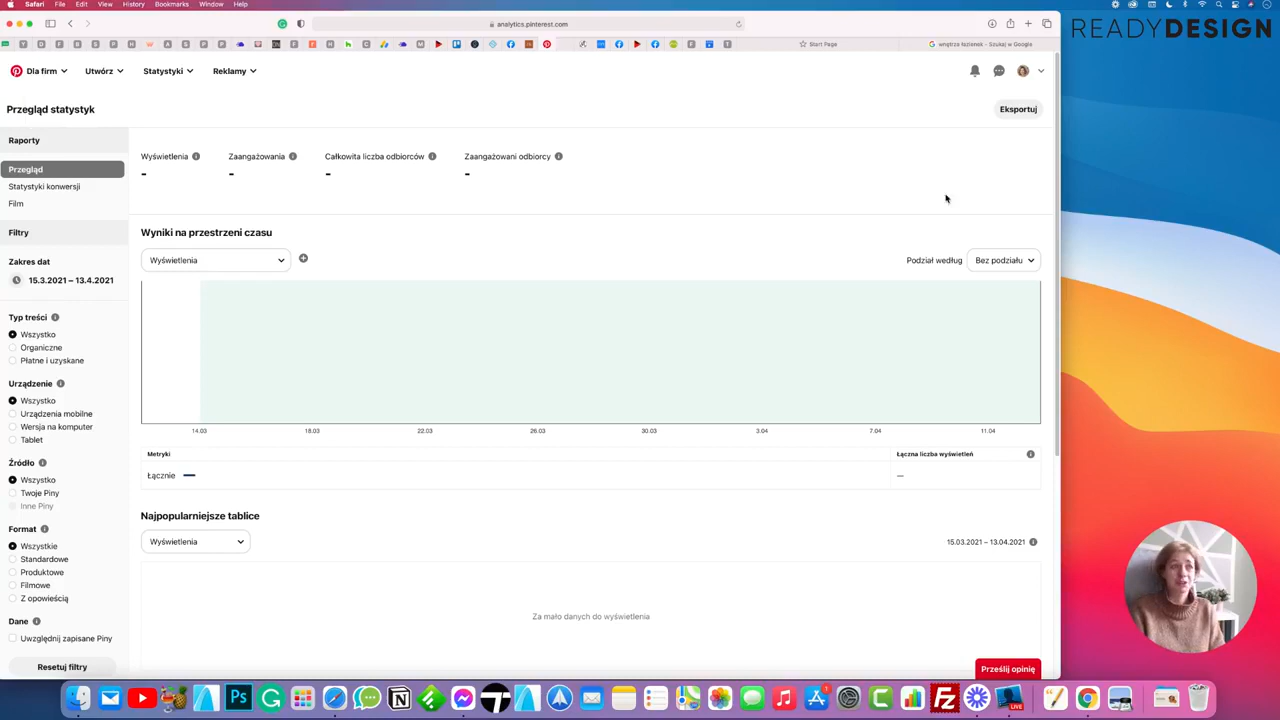 Safari File Edit View History Bookmarks Window Help
analytics.pinterest.com
Start Page
wnętrza łazienek - Szukaj w Google
READYDESIGN
Dla firm Utwórz Statystyki Reklamy
Przegląd statystyk
Eksportuj
Raporty
Przegląd
Statystyki konwersji
Film
Filtry
Zakres dat
15.3.2021 – 13.4.2021
Typ treści
Wszystko
Organiczne
Płatne i uzyskane
Urządzenie
Wszystko
Urządzenia mobilne
Wersja na komputer
Tablet
Źródło
Wszystko
Twoje Piny
Inne Piny
Format
Wszystkie
Standardowe
Produktowe
Filmowe
Z opowieścią
Dane
Uwzględnij zapisane Piny
Resetuj filtry
Wyświetlenia Zaangażowania Całkowita liczba odbiorców Zaangażowani odbiorcy
- - - -
Wyniki na przestrzeni czasu
Wyświetlenia
Podział według Bez podziału
14.03 18.03 22.03 26.03 30.03 3.04 7.04 11.04
Metryki Łączna liczba wyświetleń
Łącznie —
Najpopularniejsze tablice
Wyświetlenia
15.03.2021 – 13.04.2021
Za mało danych do wyświetlenia
Prześlij opinię